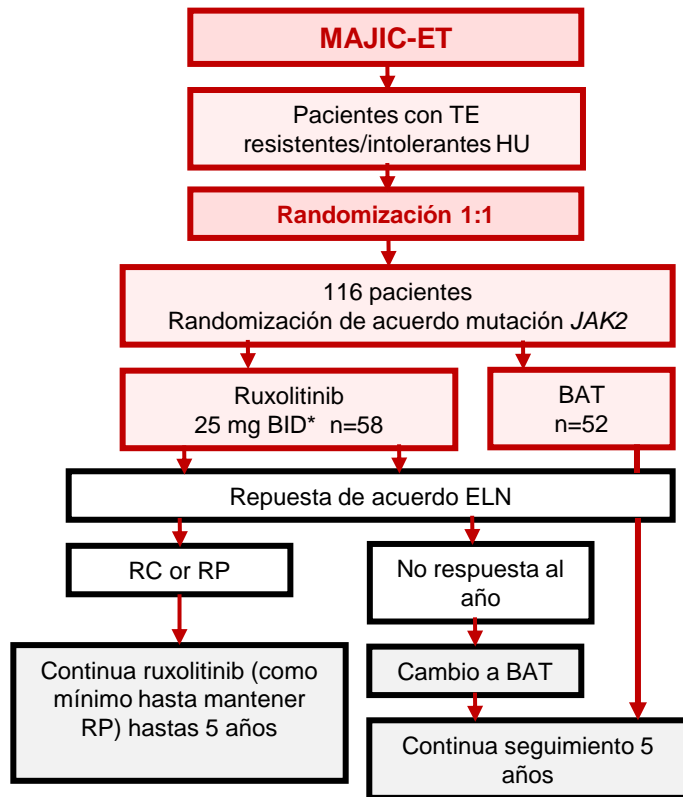 MAJIC-ET
Pacientes con TE
resistentes/intolerantes HU
Randomización 1:1
116 pacientes
Randomización de acuerdo mutación JAK2
Ruxolitinib
25 mg BID* n=58
BAT
n=52
Repuesta de acuerdo ELN
RC or RP
No respuesta al
año
Continua ruxolitinib (como
mínimo hasta mantener
RP) hastas 5 años
Cambio a BAT
Continua seguimiento 5
años